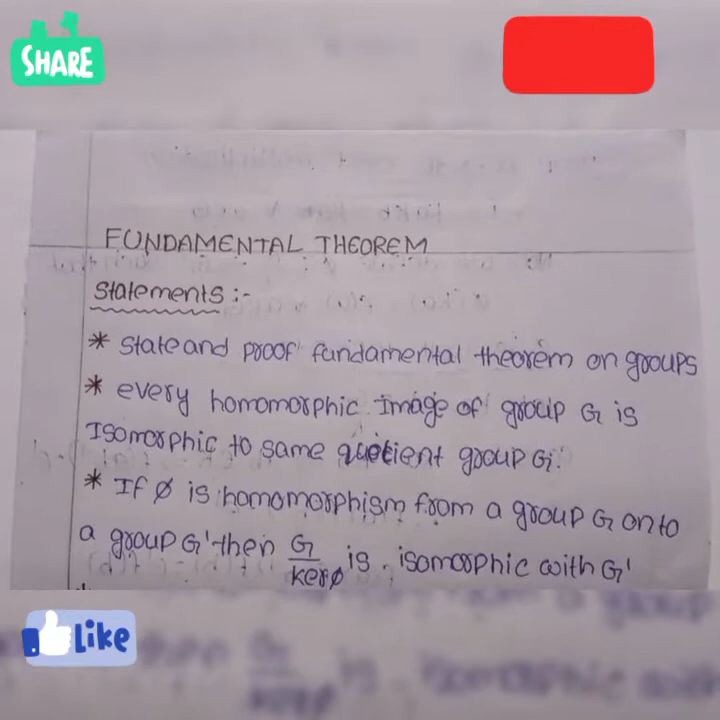 SHARE
FUNDAMENTAL THEOREM
Statements :-
* State and proof fundamental theorem on groups
* every homomorphic Image of group G is
Isomorphic to same quotient group G.
* If ø is homomorphism from a group G onto
a group G' then G/kerø is isomorphic with G'
Like